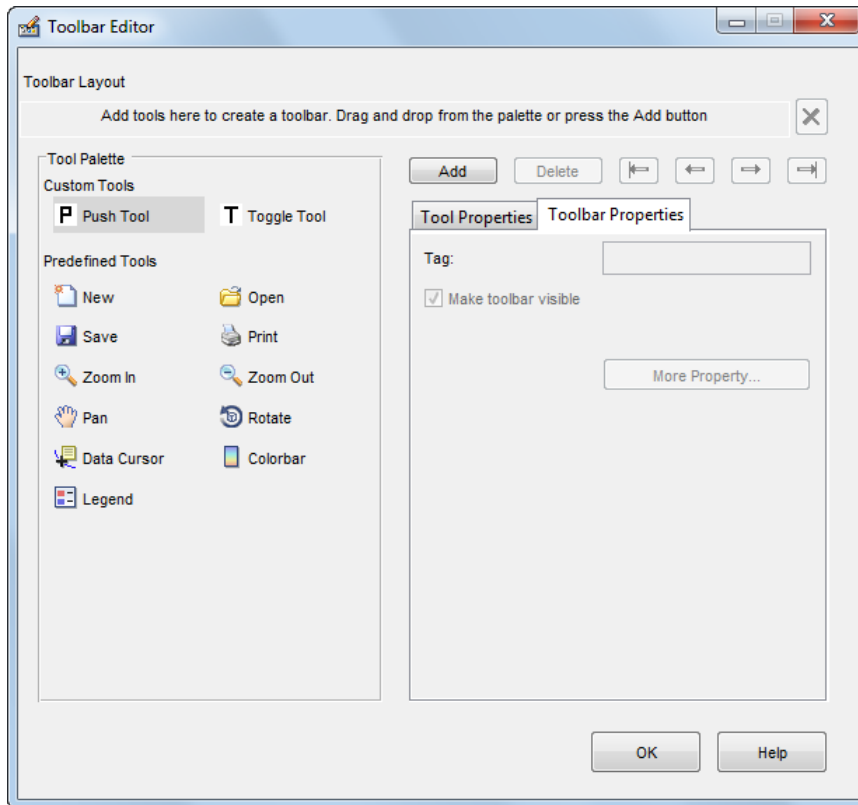 Toolbar Editor
Toolbar Layout
Add tools here to create a toolbar. Drag and drop from the palette or press the Add button
Tool Palette
Custom Tools
P Push Tool
T Toggle Tool
Predefined Tools
New
Open
Save
Print
Zoom In
Zoom Out
Pan
Rotate
Data Cursor
Colorbar
Legend
Add
Delete
Tool Properties
Toolbar Properties
Tag:
Make toolbar visible
More Property...
OK
Help